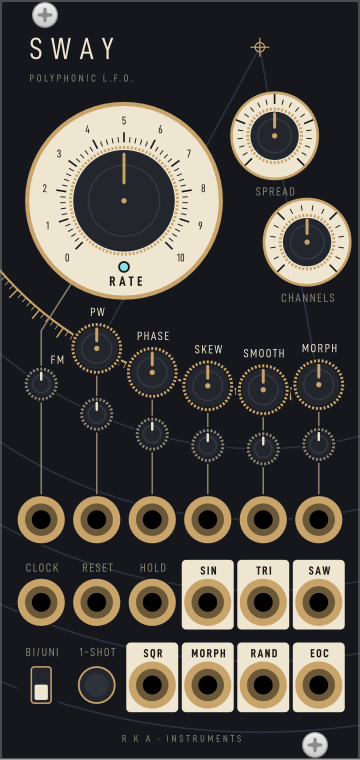 SWAY
POLYPHONIC L.F.O.
0 1 2 3 4 5 6 7 8 9 10
RATE
SPREAD
CHANNELS
PW
PHASE
SKEW
SMOOTH
MORPH
FM
CLOCK RESET HOLD SIN TRI SAW
BI/UNI 1-SHOT SQR MORPH RAND EOC
RKA · INSTRUMENTS